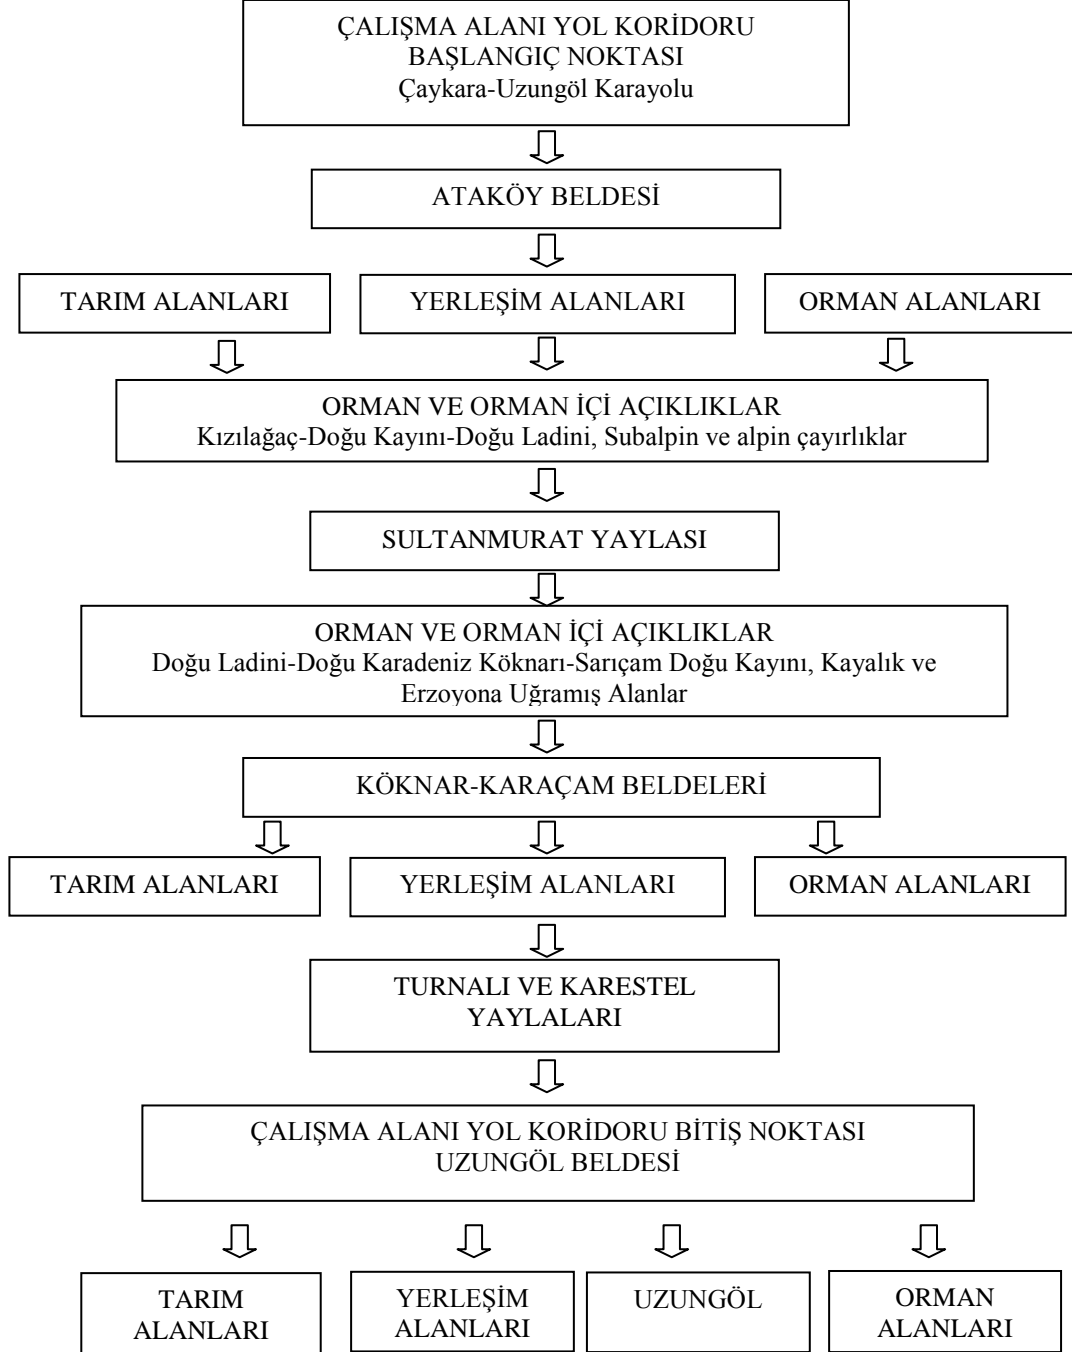 ÇALIŞMA ALANI YOL KORİDORU
BAŞLANGIÇ NOKTASI
Çaykara-Uzungöl Karayolu
ATAKÖY BELDESİ
TARIM ALANLARI
YERLEŞİM ALANLARI
ORMAN ALANLARI
ORMAN VE ORMAN İÇİ AÇIKLIKLAR
Kızılağaç-Doğu Kayını-Doğu Ladini, Subalpin ve alpin çayırlıklar
SULTANMURAT YAYLASI
ORMAN VE ORMAN İÇİ AÇIKLIKLAR
Doğu Ladini-Doğu Karadeniz Köknarı-Sarıçam Doğu Kayını, Kayalık ve
Erzoyona Uğramış Alanlar
KÖKNAR-KARAÇAM BELDELERİ
TARIM ALANLARI
YERLEŞİM ALANLARI
ORMAN ALANLARI
TURNALI VE KARESTEL
YAYLALARI
ÇALIŞMA ALANI YOL KORİDORU BİTİŞ NOKTASI
UZUNGÖL BELDESİ
TARIM
ALANLARI
YERLEŞİM
ALANLARI
UZUNGÖL
ORMAN
ALANLARI